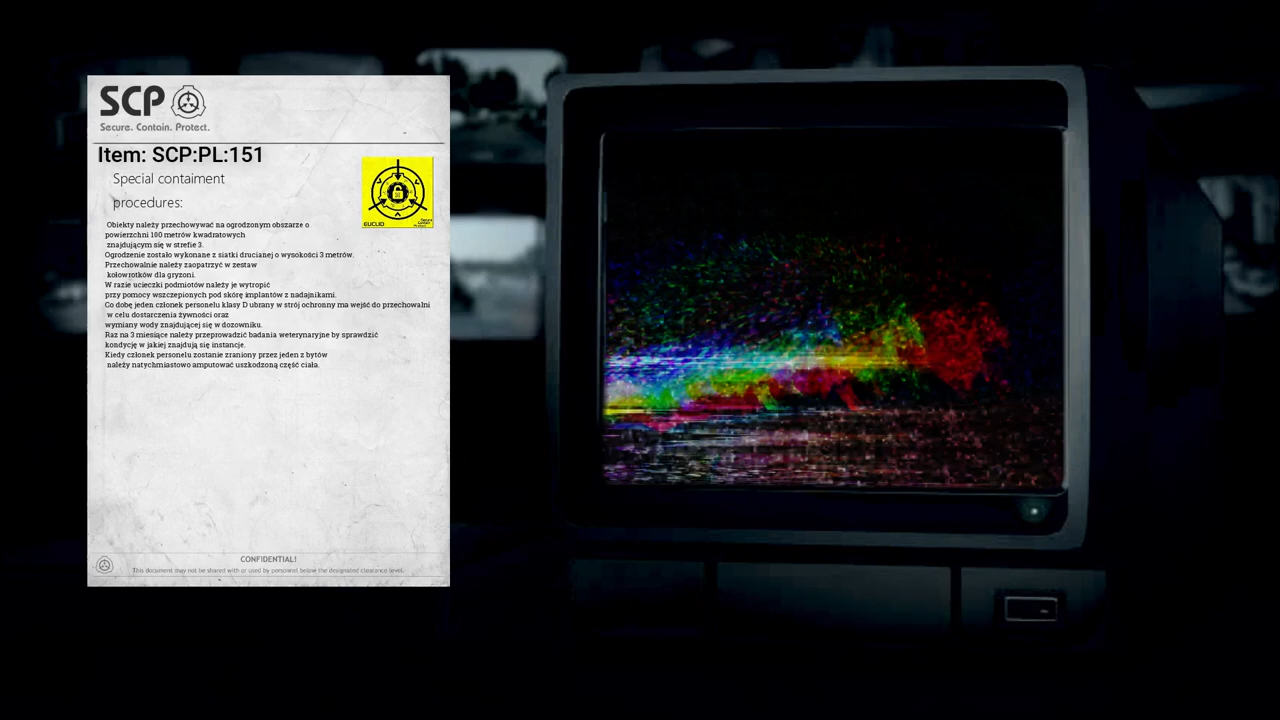 SCP
Secure. Contain. Protect.
Item: SCP:PL:151
Special contaiment
procedures:
EUCLID
Secure
Contain
Protect
Obiekty należy przechowywać na ogrodzonym obszarze o
powierzchni 100 metrów kwadratowych
znajdującym się w strefie 3.
Ogrodzenie zostało wykonane z siatki drucianej o wysokości 3 metrów.
Przechowalnie należy zaopatrzyć w zestaw
kołowrotków dla gryzoni.
W razie ucieczki podmiotów należy je wytropić
przy pomocy wszczepionych pod skórę implantów z nadajnikami.
Co dobę jeden członek personelu klasy D ubrany w strój ochronny ma wejść do przechowalni
w celu dostarczenia żywności oraz
wymiany wody znajdującej się w dozowniku.
Raz na 3 miesiące należy przeprowadzić badania weterynaryjne by sprawdzić
kondycję w jakiej znajdują się instancje.
Kiedy członek personelu zostanie zraniony przez jeden z bytów
należy natychmiastowo amputować uszkodzoną część ciała.
CONFIDENTIAL!
This document may not be shared with or used by personnel below the designated clearance level.